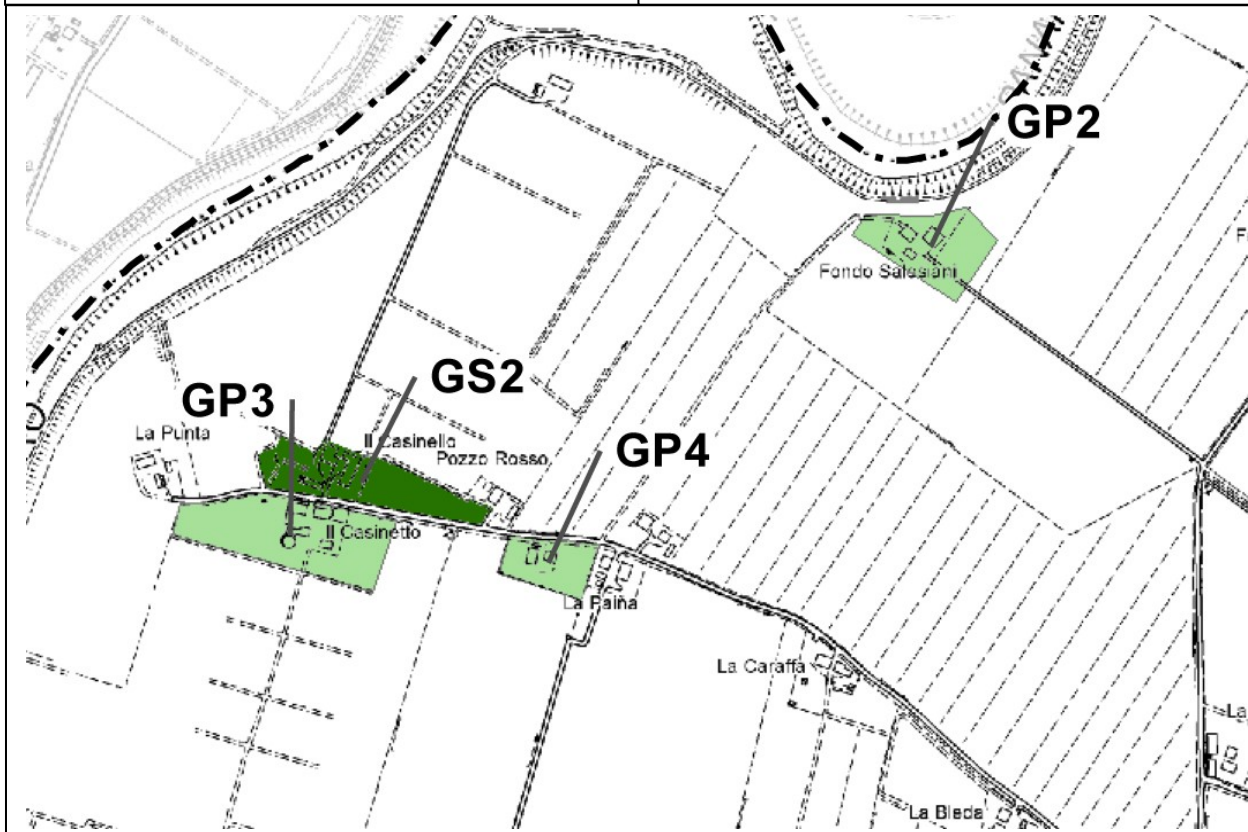 GP2
Fondo Salesiani
GS2
GP3
La Punta
Il Casinello
Pozzo Rosso
GP4
Il Casinetto
La Paina
La Caraffa
La
La Bleda